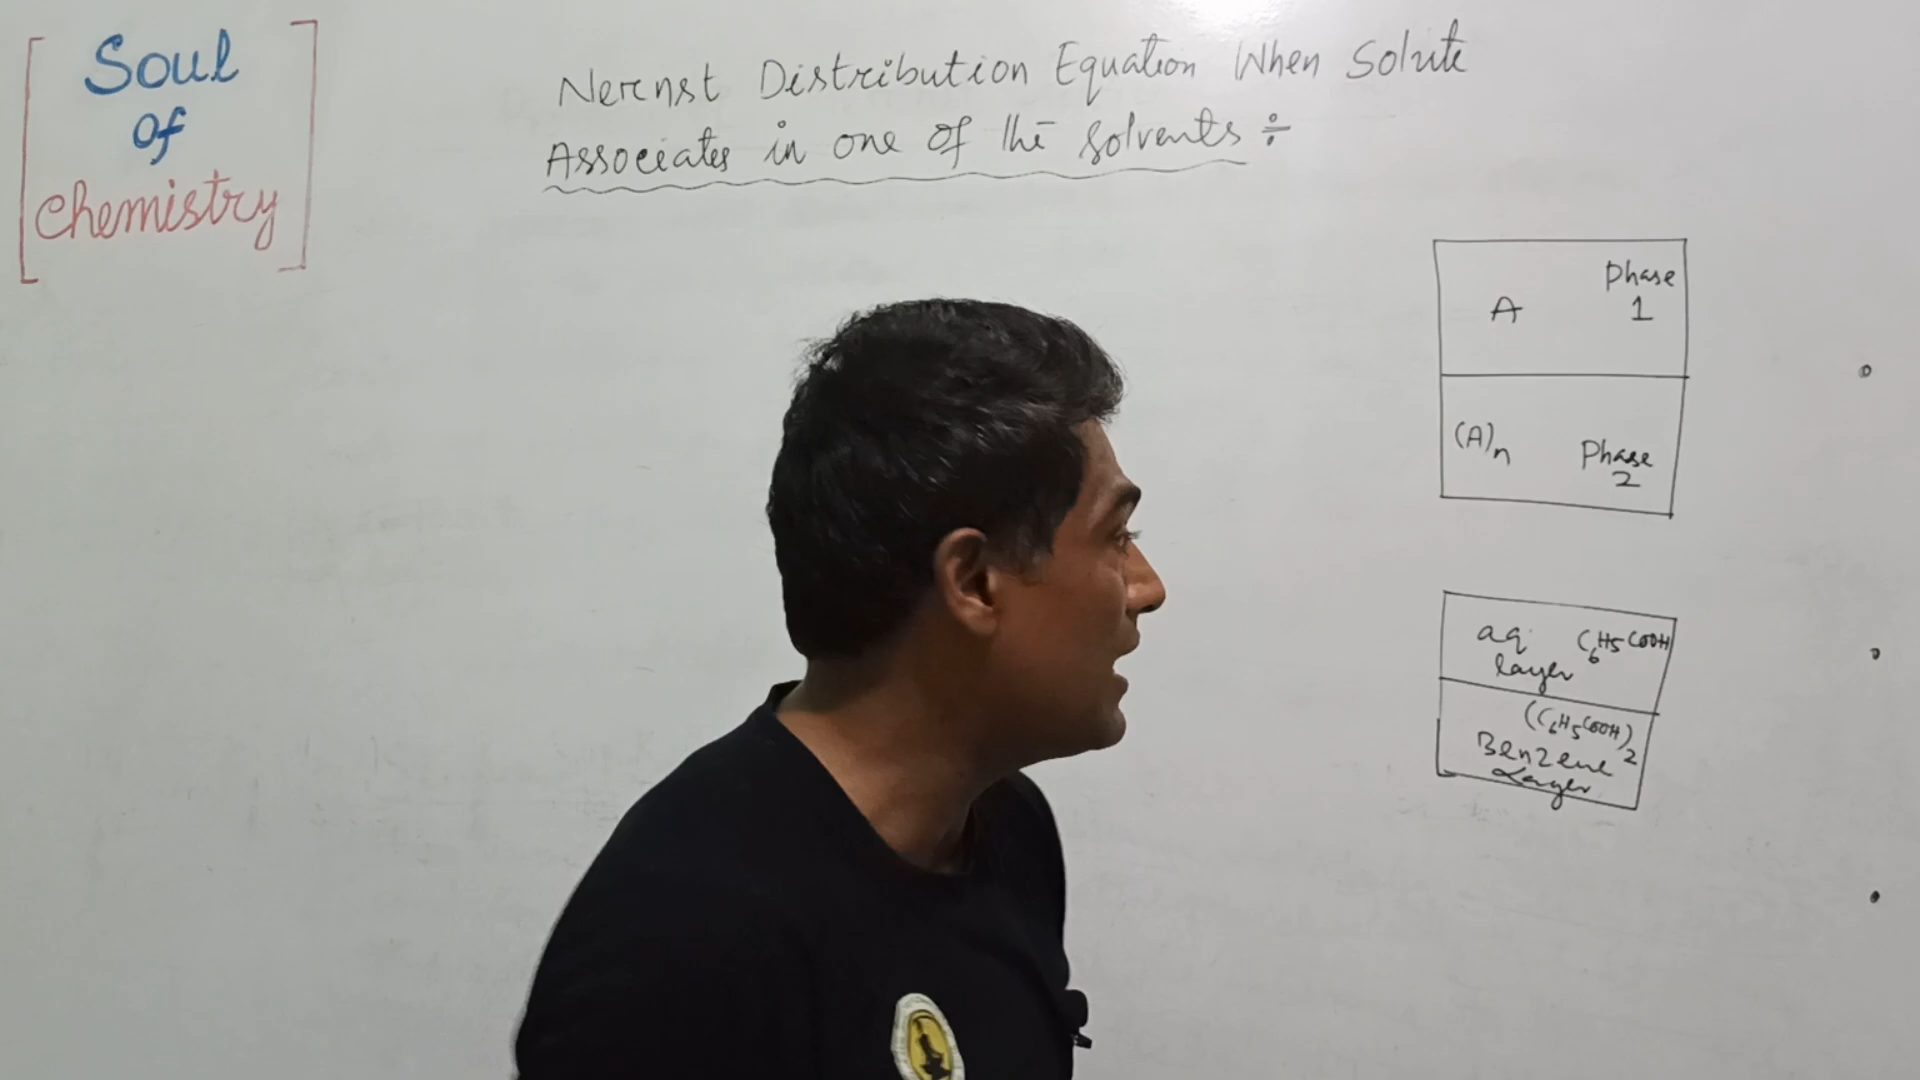 Soul
of
Chemistry
Nernst Distribution Equation When Solute
Associates in one of the solvents ÷
A
Phase
1
(A)n
Phase
2
aq C6H5COOH
layer
(C6H5COOH)2
Benzene
Layer